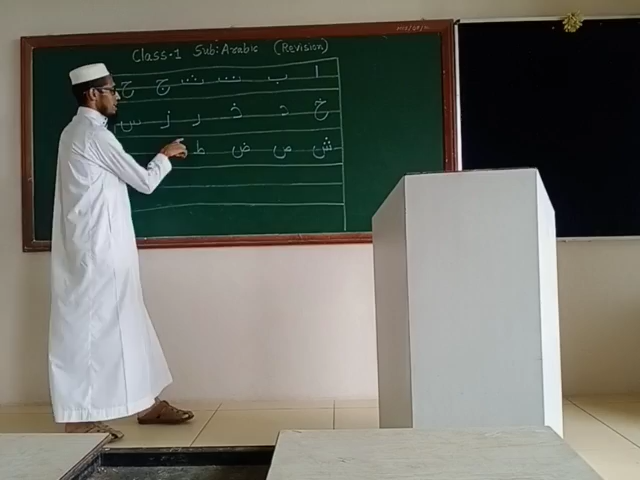 Class.1 Sub: Arabic (Revision)
ا ب ت ث ج ح
خ د ذ ر ز س
ش ص ض ط